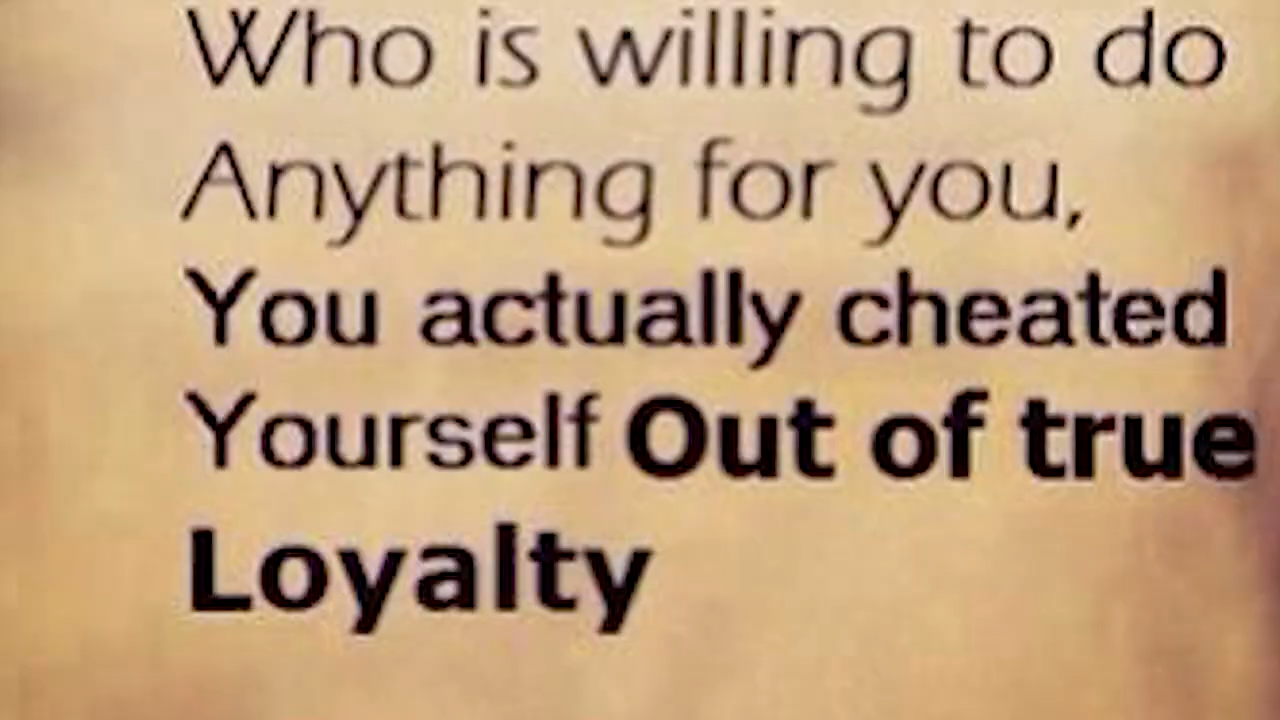 Who is willing to do
Anything for you,
You actually cheated
Yourself Out of true
Loyalty